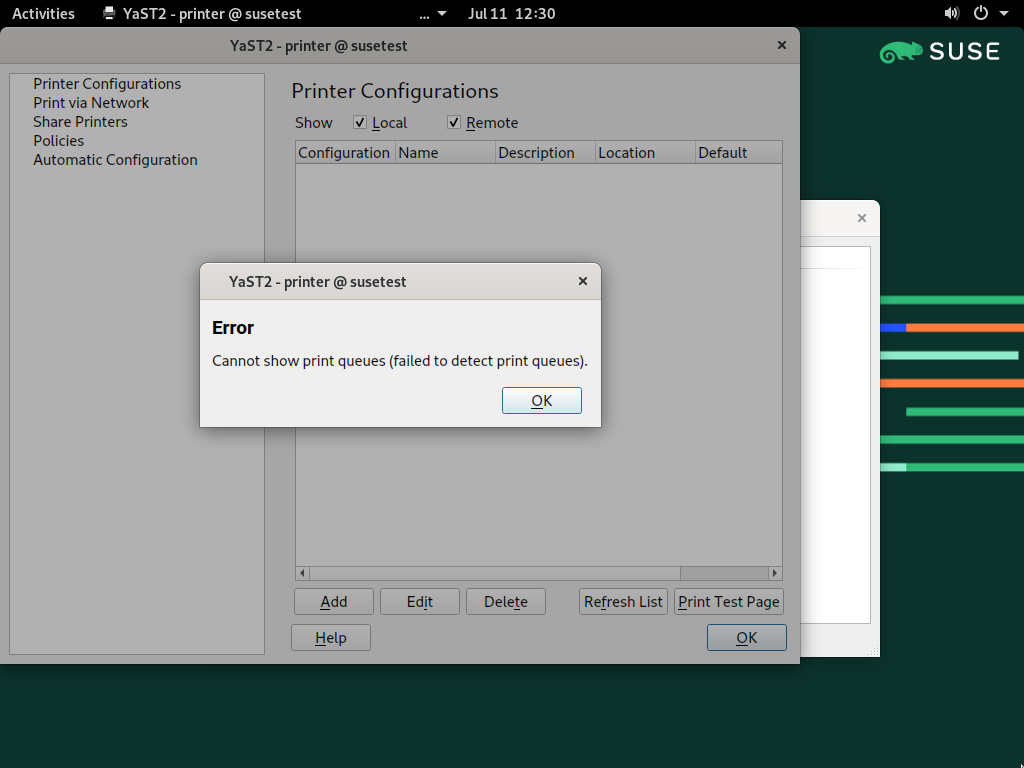 Activities YaST2 - printer @ susetest ... Jul 11 12:30
YaST2 - printer @ susetest
SUSE
Printer Configurations
Print via Network
Share Printers
Policies
Automatic Configuration
Printer Configurations
Show Local Remote
Configuration Name Description Location Default
YaST2 - printer @ susetest
Error
Cannot show print queues (failed to detect print queues).
OK
Add Edit Delete Refresh List Print Test Page
Help OK